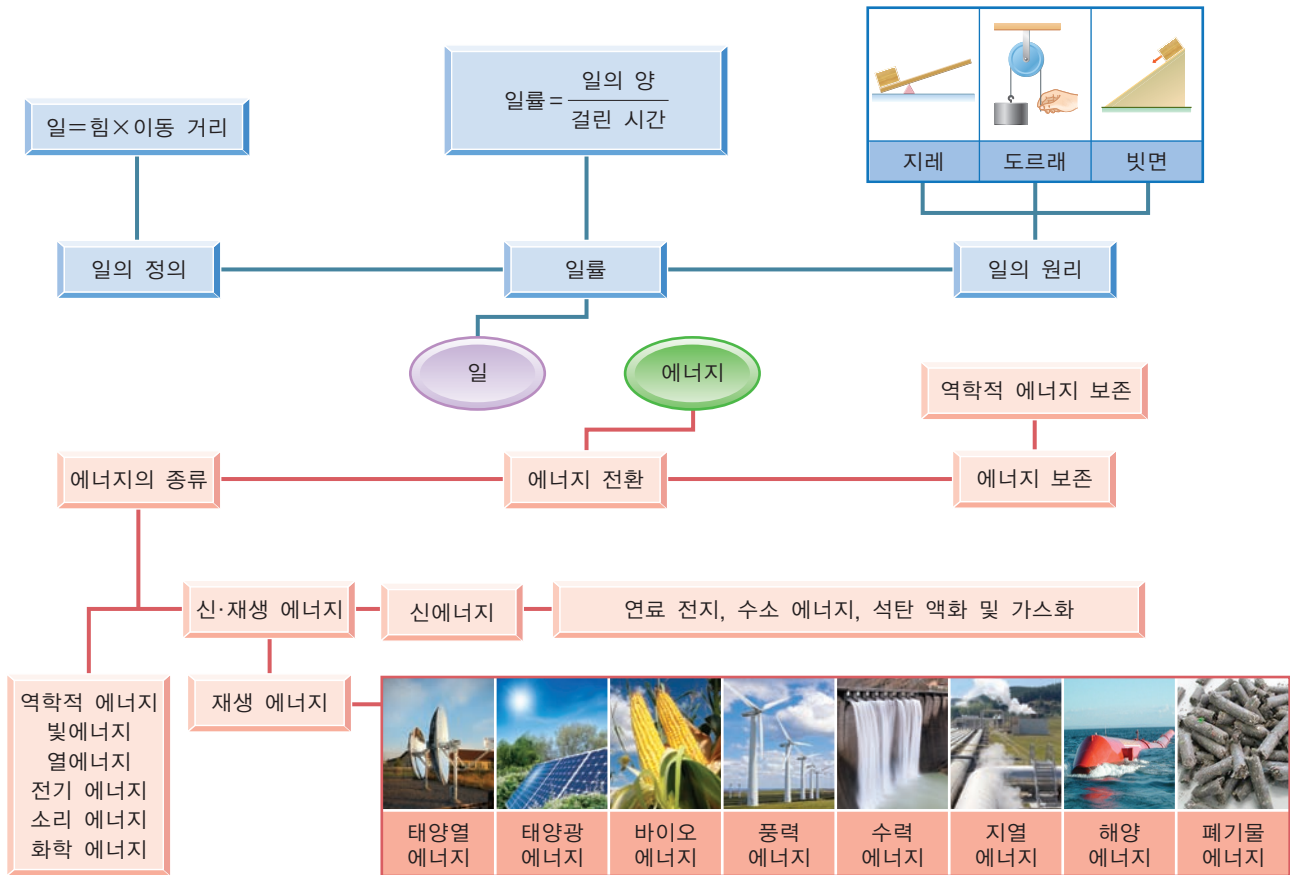 일=힘×이동 거리
일률=일의 양/걸린 시간
지레
도르래
빗면
일의 정의
일률
일의 원리
일
에너지
역학적 에너지 보존
에너지의 종류
에너지 전환
에너지 보존
신·재생 에너지
신에너지
연료 전지, 수소 에너지, 석탄 액화 및 가스화
역학적 에너지
빛에너지
열에너지
전기 에너지
소리 에너지
화학 에너지
재생 에너지
태양열
에너지
태양광
에너지
바이오
에너지
풍력
에너지
수력
에너지
지열
에너지
해양
에너지
폐기물
에너지